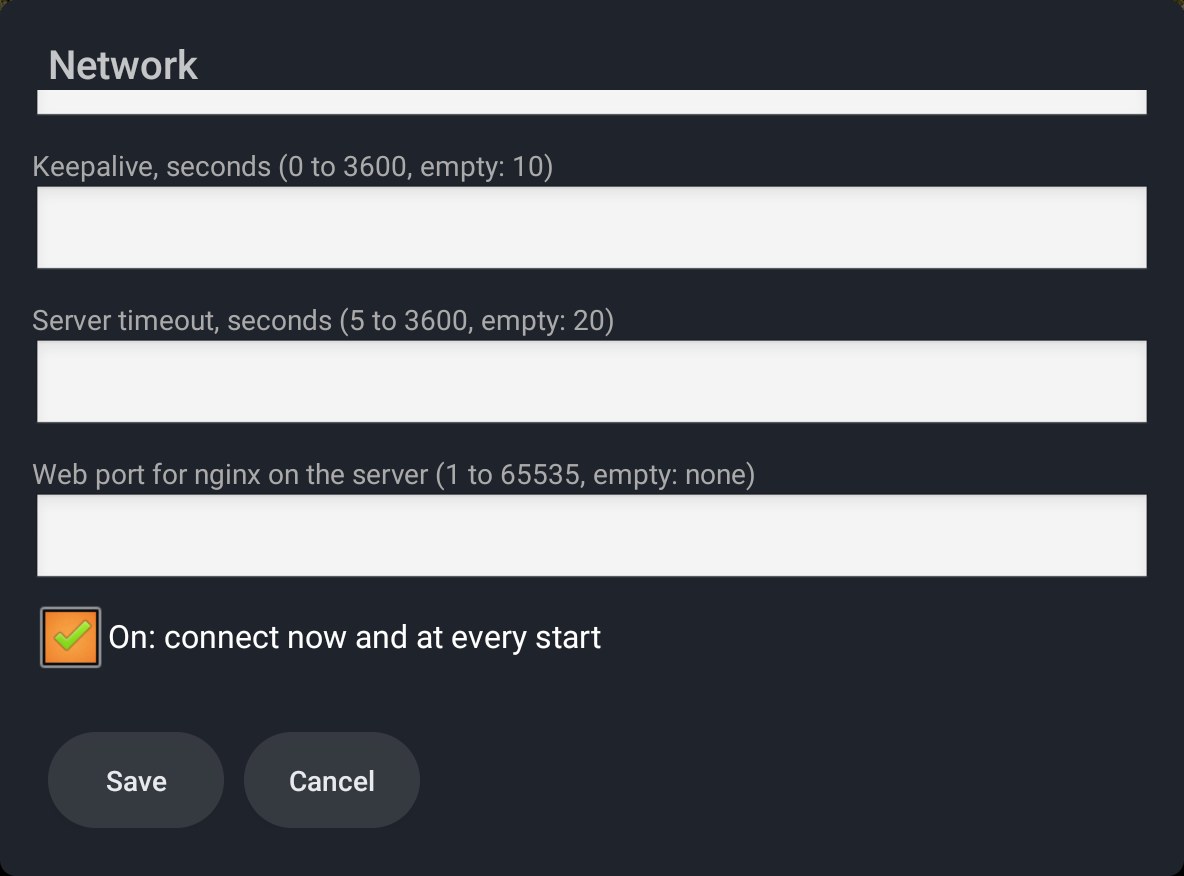 Network
Keepalive, seconds (0 to 3600, empty: 10)
Server timeout, seconds (5 to 3600, empty: 20)
Web port for nginx on the server (1 to 65535, empty: none)
On: connect now and at every start
Save
Cancel